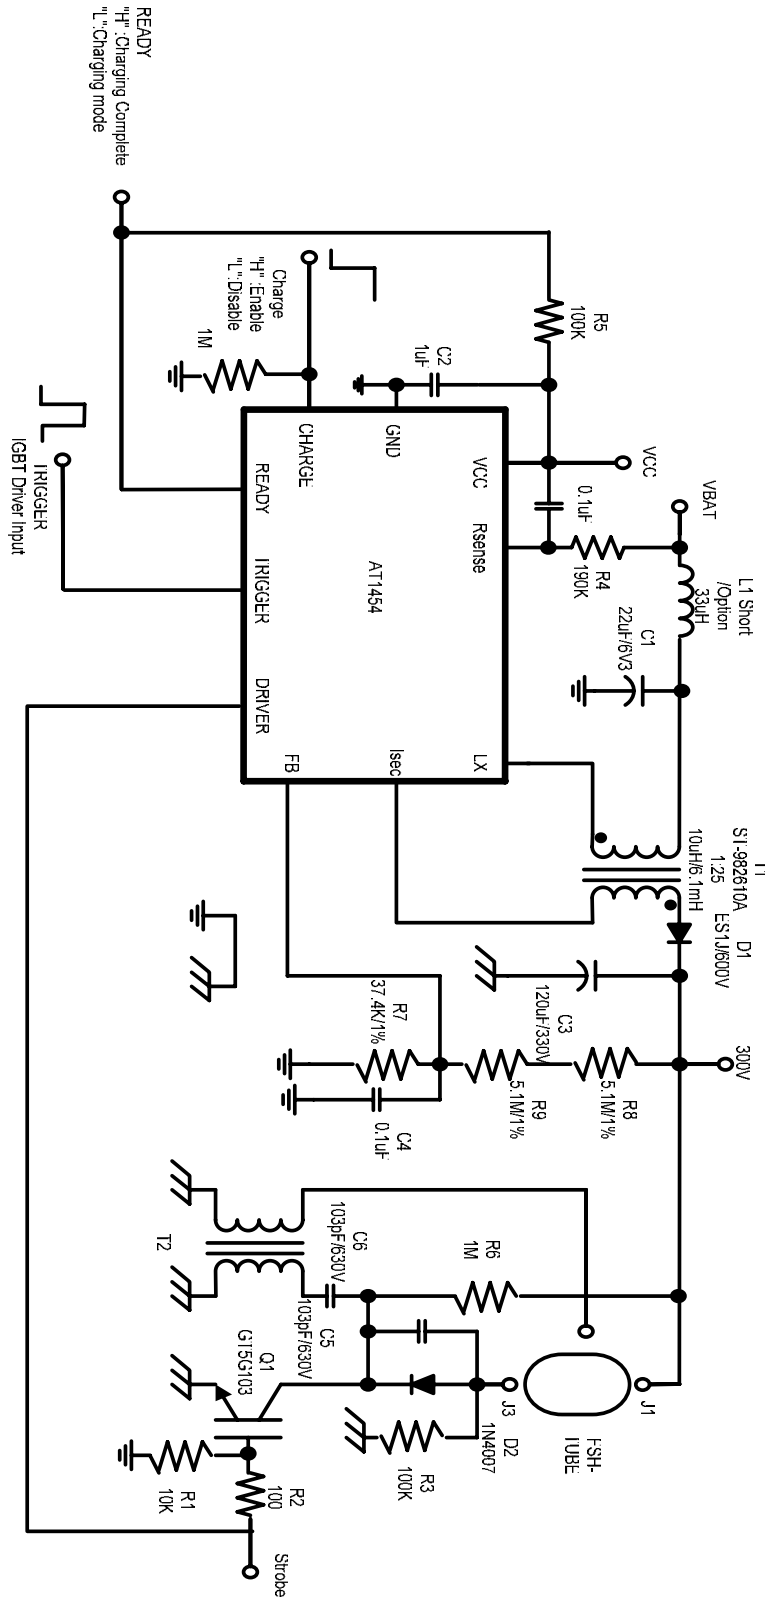 READY
"H" :Charging Complete
"L":Charging mode
Charge
"H" :Enable
"L":Disable
1M
TRIGGER
IGBT Driver Input
R5
100K
C2
1uF
VCC
0.1uF
R4
190K
VBAT
L1 Short
/Option
33uH
C1
22uF/6V3
GND
CHARGE
READY
TRIGGER
DRIVER
VCC
Rsense
AT1454
LX
Isec
FB
T1
ST-982610A
1:25
10uH/6.1mH
D1
ES1J/600V
C3
120uF/330V
300V
R7
37.4K/1%
R8
5.1M/1%
R9
5.1M/1%
C4
0.1uF
T2
C6
103pF/630V
R6
1M
C5
103pF/630V
Q1
GT5G103
J1
J3
FSH-
TUBE
D2
1N4007
R3
100K
R1
10K
R2
100
Strobe